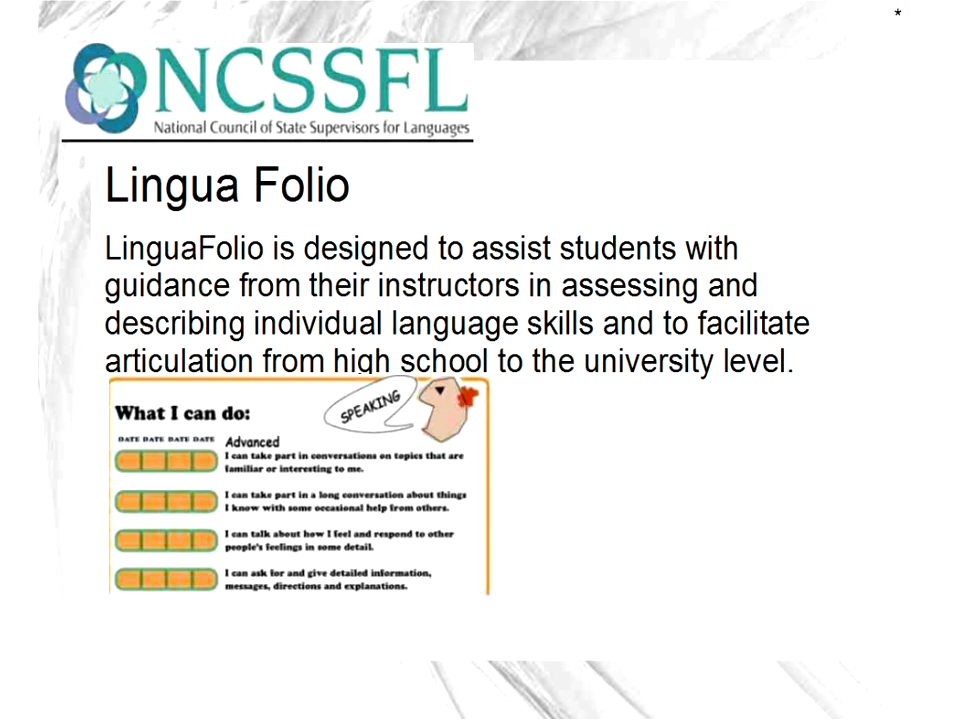 *
NCSSFL
National Council of State Supervisors for Languages
Lingua Folio
LinguaFolio is designed to assist students with
guidance from their instructors in assessing and
describing individual language skills and to facilitate
articulation from high school to the university level.
What I can do:
SPEAKING
DATE DATE DATE DATE
Advanced
I can take part in conversations on topics that are
familiar or interesting to me.
I can take part in a long conversation about things
I know with some occasional help from others.
I can talk about how I feel and respond to other
people's feelings in some detail.
I can ask for and give detailed information,
messages, directions and explanations.